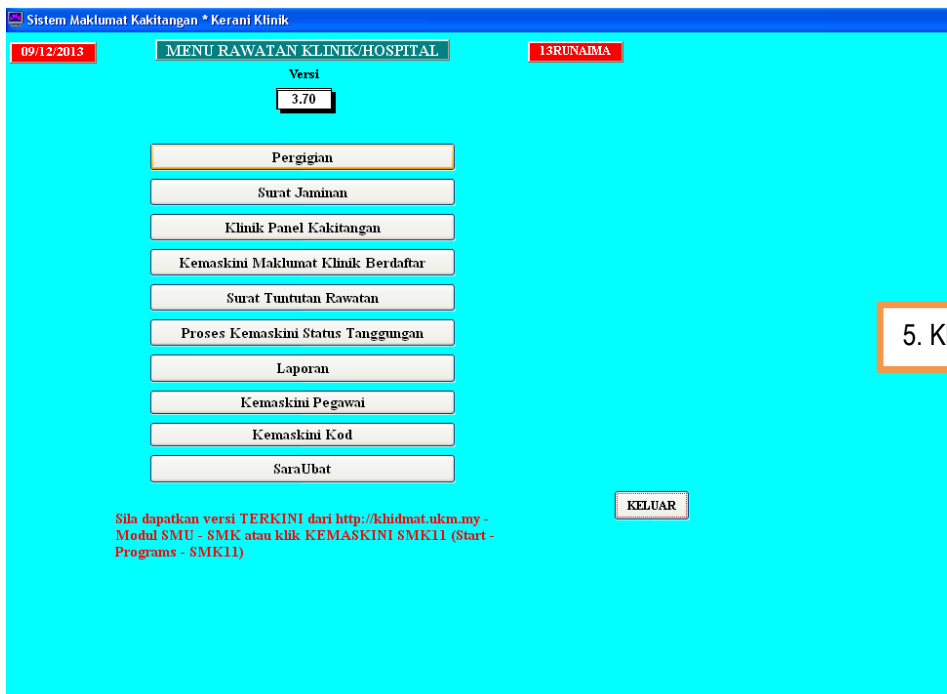 Sistem Maklumat Kakitangan * Kerani Klinik
09/12/2013
MENU RAWATAN KLINIK/HOSPITAL
13RUNAIMA
Versi
3.70
Pergigian
Surat Jaminan
Klinik Panel Kakitangan
Kemaskini Maklumat Klinik Berdaftar
Surat Tuntutan Rawatan
Proses Kemaskini Status Tanggungan
5. K
Laporan
Kemaskini Pegawai
Kemaskini Kod
SaraUbat
KELUAR
Sila dapatkan versi TERKINI dari http://khidmat.ukm.my -
Modul SMU - SMK atau klik KEMASKINI SMK11 (Start -
Programs - SMK11)